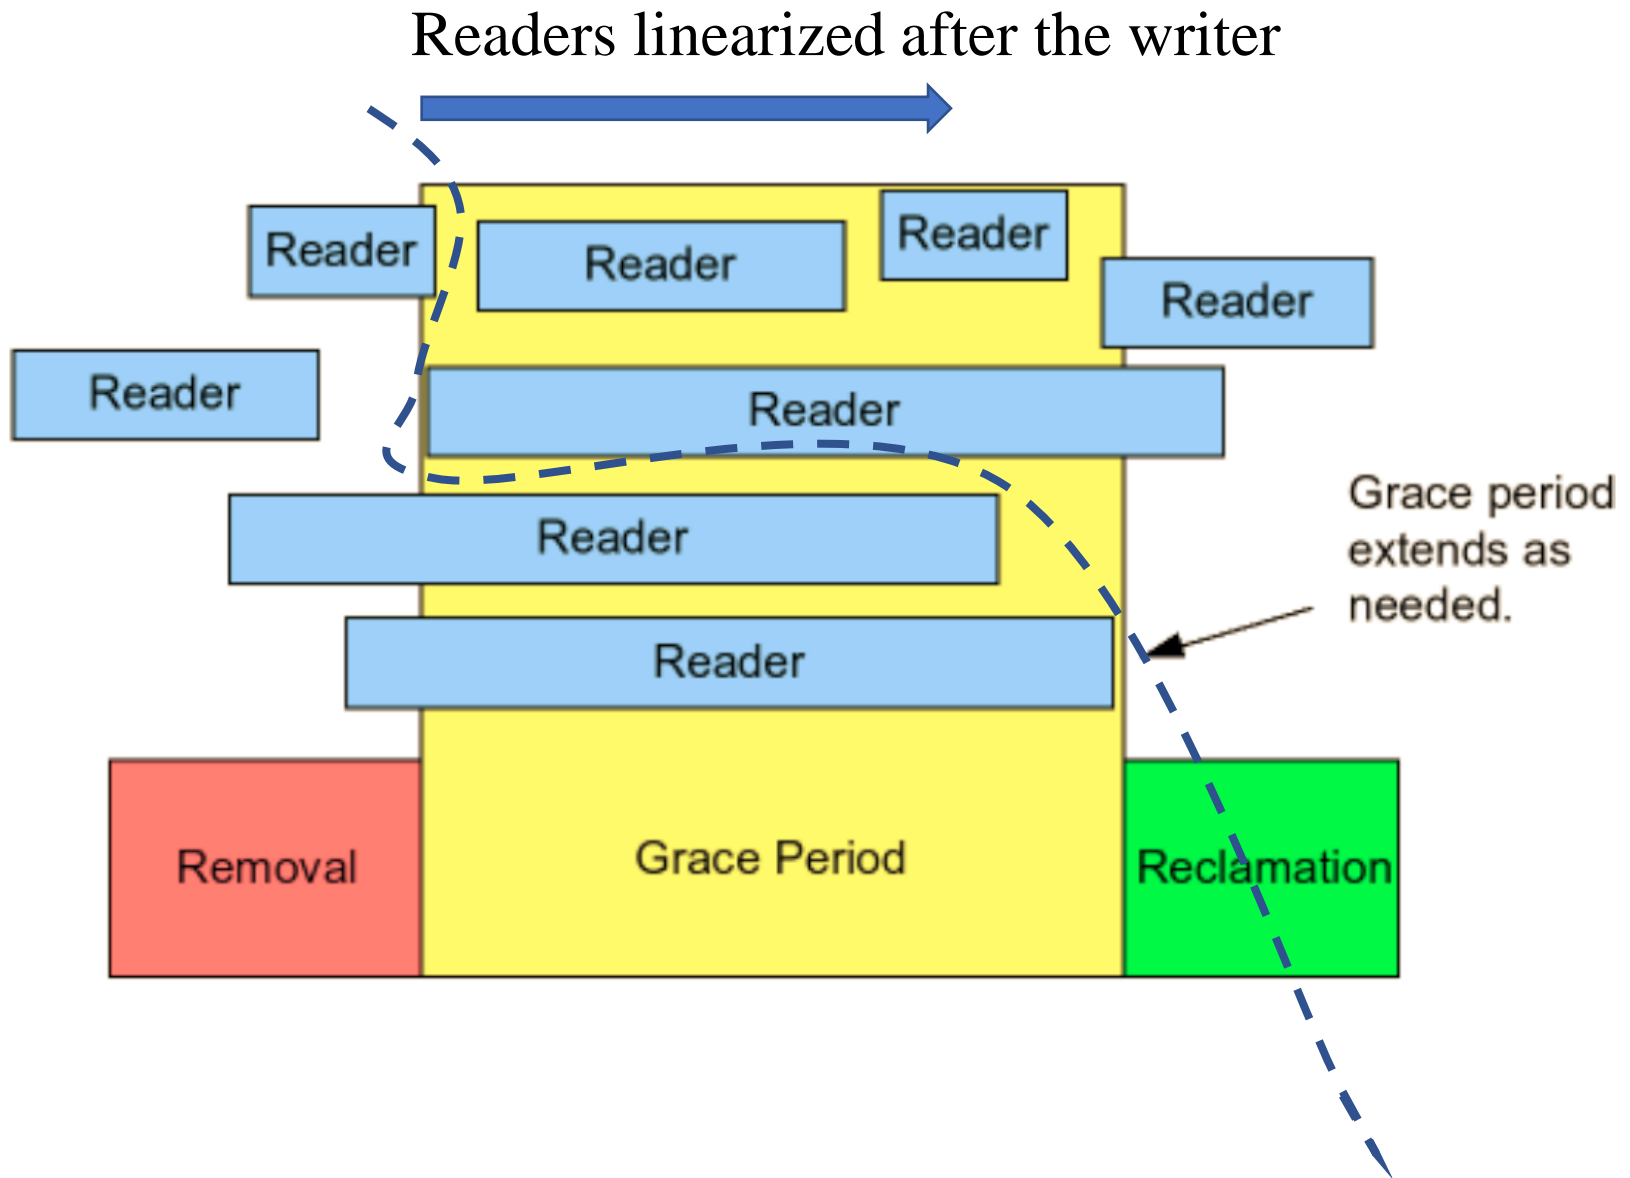 Readers linearized after the writer
Reader
Reader
Reader
Reader
Reader
Reader
Reader
Reader
Grace period
extends as
needed.
Removal
Grace Period
Reclamation